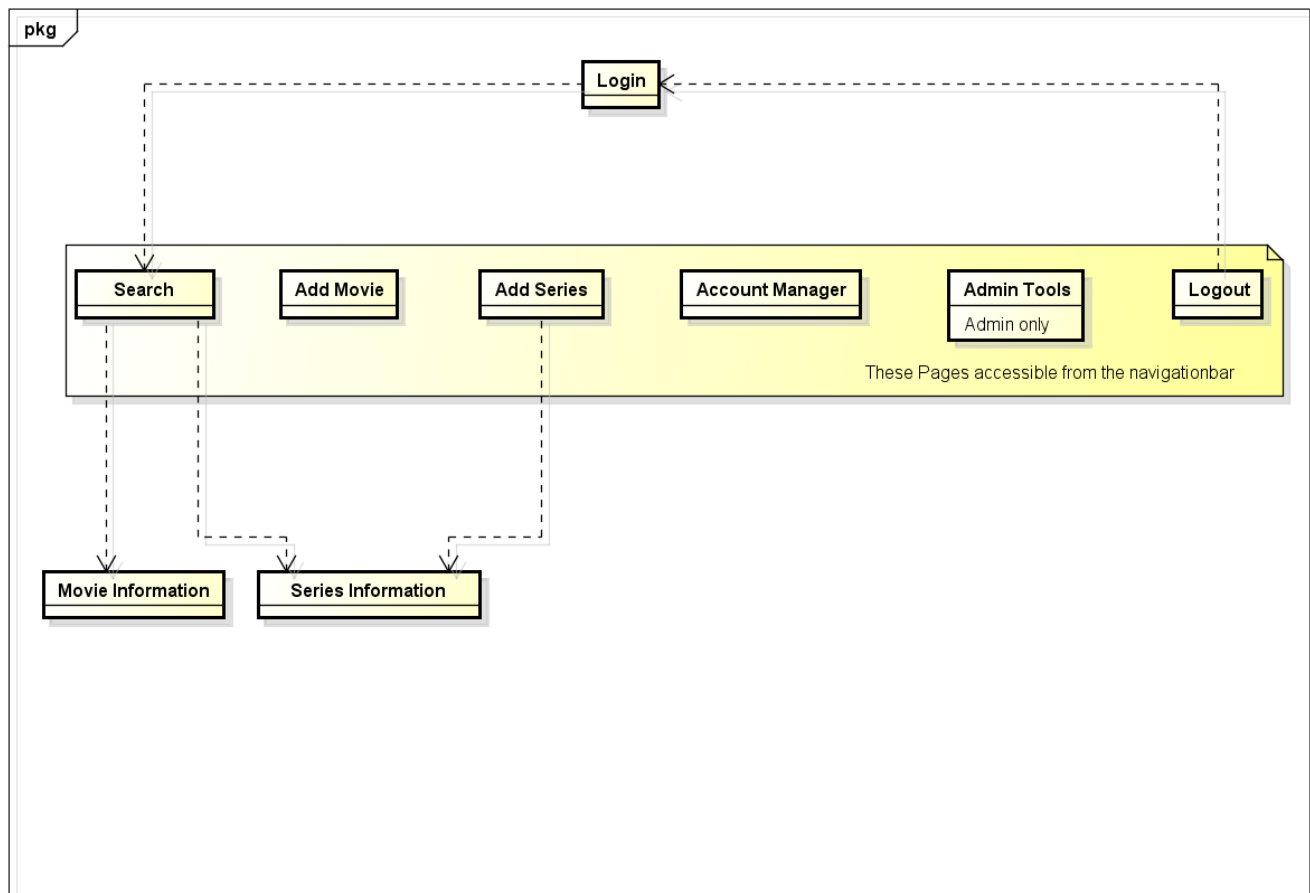 pkg
Login
Search
Add Movie
Add Series
Account Manager
Admin Tools
Admin only
Logout
These Pages accessible from the navigationbar
Movie Information
Series Information